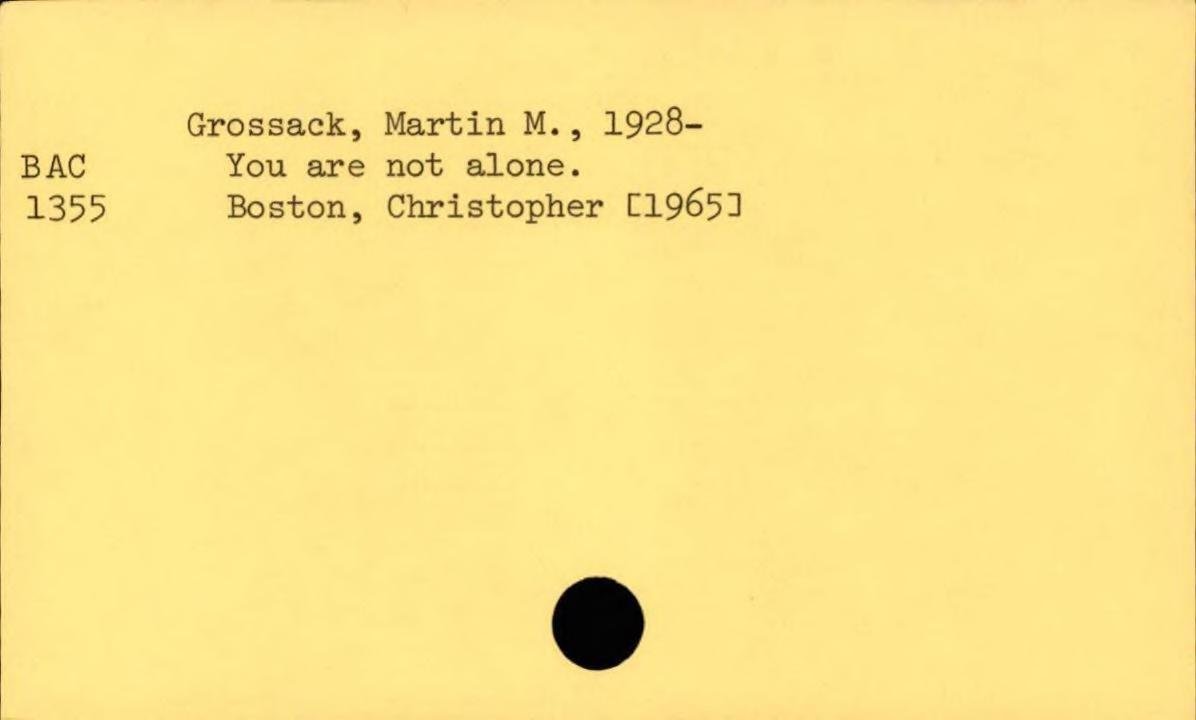 Grossack, Martin M., 1928-
BAC You are not alone.
1355 Boston, Christopher [1965]